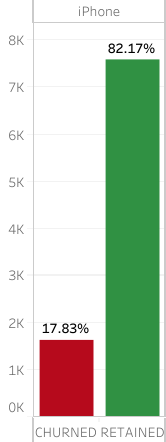 iPhone
8K
82.17%
7K
6K
5K
4K
3K
2K
17.83%
1K
0K
CHURNED RETAINED